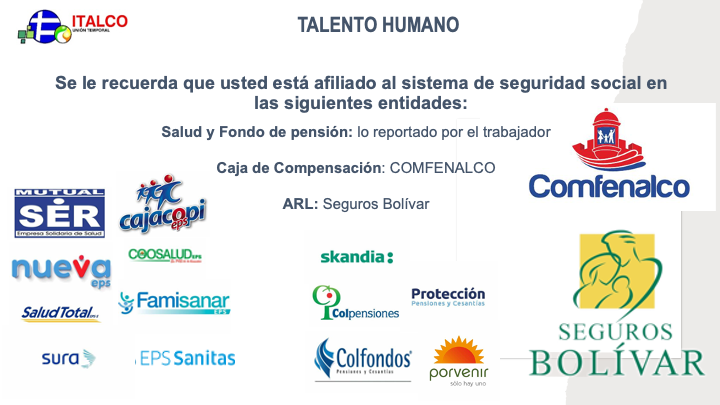 ITALCO
UNIÓN TEMPORAL
TALENTO HUMANO
Se le recuerda que usted está afiliado al sistema de seguridad social en
las siguientes entidades:
Salud y Fondo de pensión: lo reportado por el trabajador
Caja de Compensación: COMFENALCO
ARL: Seguros Bolívar
Comfenalco
MUTUAL
SER
Empresa Solidaria de Salud
cajacopi
eps
COOSALUD EPS
nueva
eps
Famisanar
EPS
SaludTotal EPS-S
sura
EPS Sanitas
skandia:
Colpensiones
Protección
Pensiones y Cesantías
Colfondos
Pensiones y Cesantías
porvenir
sólo hay uno
SEGUROS
BOLÍVAR